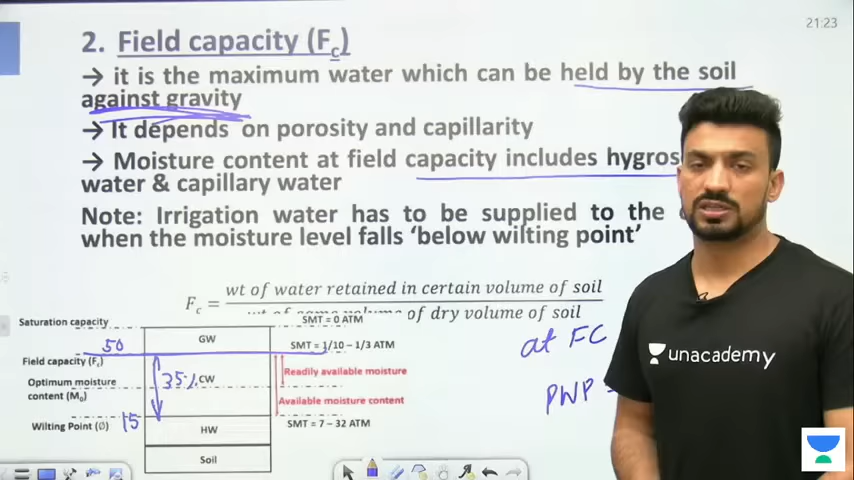 21:23
2. Field capacity (Fc)
→ it is the maximum water which can be held by the soil
against gravity
→ It depends on porosity and capillarity
→ Moisture content at field capacity includes hygros
water & capillary water
Note: Irrigation water has to be supplied to the
when the moisture level falls ‘below wilting point’
Fc = wt of water retained in certain volume of soil
of dry volume of soil
Saturation capacity
SMT = 0 ATM
GW
50
SMT = 1/10 – 1/3 ATM
at FC
Field capacity (Fc)
Readily available moisture
35% CW
Optimum moisture
content (Mo)
Available moisture content
PWP =
Wilting Point (Ø) 15
HW
SMT = 7 – 32 ATM
Soil
unacademy